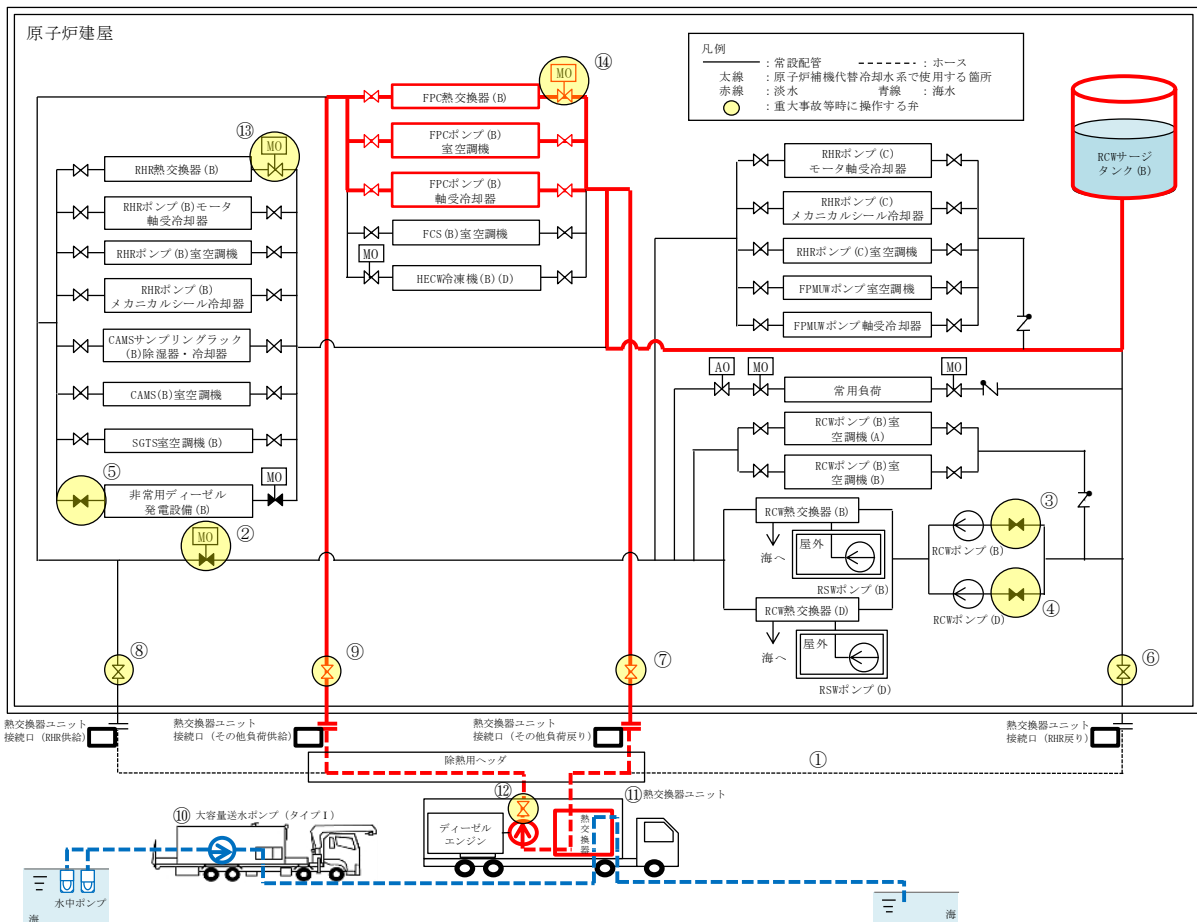 原子炉建屋
凡例
：常設配管
：ホース
太線：原子炉補機代替冷却水系で使用する箇所
赤線：淡水
青線：海水
：重大事故等時に操作する弁
⑭
MO
FPC熱交換器(B)
FPCポンプ(B)
室空調機
FPCポンプ(B)
軸受冷却器
FCS(B)室空調機
MO
HECW冷凍機(B)(D)
⑬
MO
RHR熱交換器(B)
RHRポンプ(B)モータ
軸受冷却器
RHRポンプ(B)室空調機
RHRポンプ(B)
メカニカルシール冷却器
CAMSサンプリングラック
(B)除湿器・冷却器
CAMS(B)室空調機
SGTS室空調機(B)
⑤
MO
非常用ディーゼル
発電設備(B)
②
MO
RHRポンプ(C)
モータ軸受冷却器
RHRポンプ(C)
メカニカルシール冷却器
RHRポンプ(C)室空調機
FPMUWポンプ室空調機
FPMUWポンプ軸受冷却器
RCWサージ
タンク(B)
AO
MO
MO
常用負荷
RCWポンプ(B)室
空調機(A)
RCWポンプ(B)室
空調機(B)
RCW熱交換器(B)
海へ
屋外
RSWポンプ(B)
RCW熱交換器(D)
海へ
屋外
RSWポンプ(D)
③
RCWポンプ(B)
④
RCWポンプ(D)
⑧
⑨
⑦
⑥
熱交換器ユニット
接続口（RHR供給）
熱交換器ユニット
接続口（その他負荷供給）
熱交換器ユニット
接続口（その他負荷戻り）
熱交換器ユニット
接続口（RHR戻り）
除熱用ヘッダ
①
⑩ 大容量送水ポンプ（タイプⅠ）
⑫
⑪熱交換器ユニット
ディーゼル
エンジン
熱交換器
水中ポンプ
海
海